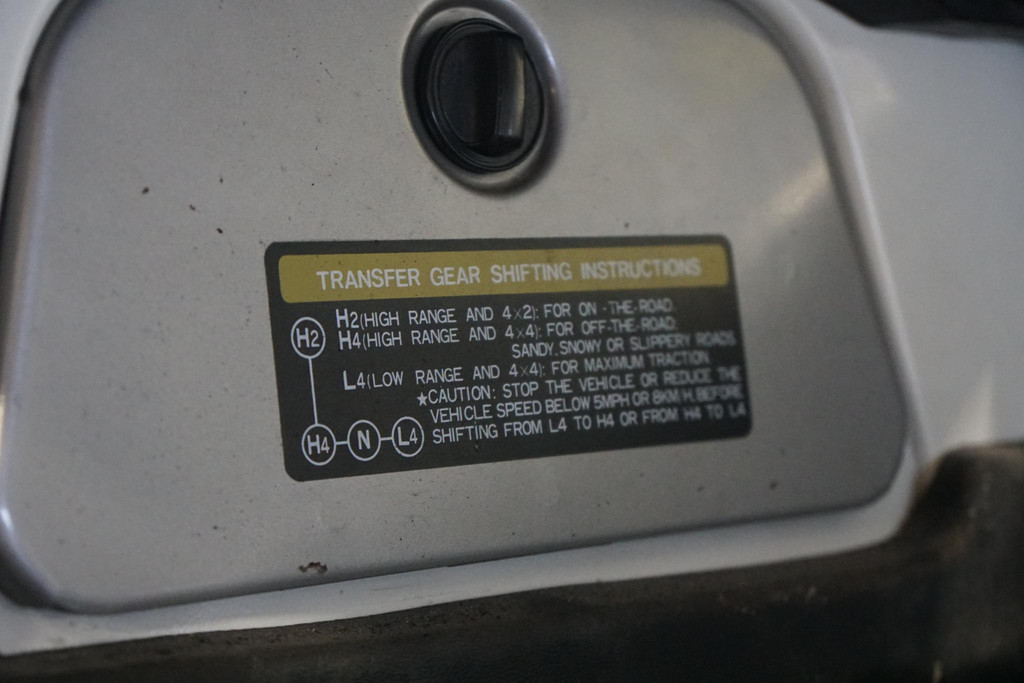 TRANSFER GEAR SHIFTING INSTRUCTIONS
H2(HIGH RANGE AND 4×2): FOR ON-THE-ROAD.
H4(HIGH RANGE AND 4×4): FOR OFF-THE-ROAD.
SANDY, SNOWY OR SLIPPERY ROADS
L4(LOW RANGE AND 4×4): FOR MAXIMUM TRACTION
★CAUTION: STOP THE VEHICLE OR REDUCE THE
VEHICLE SPEED BELOW 5MPH OR 8KM/H, BEFORE
SHIFTING FROM L4 TO H4 OR FROM H4 TO L4
H2
H4 N L4